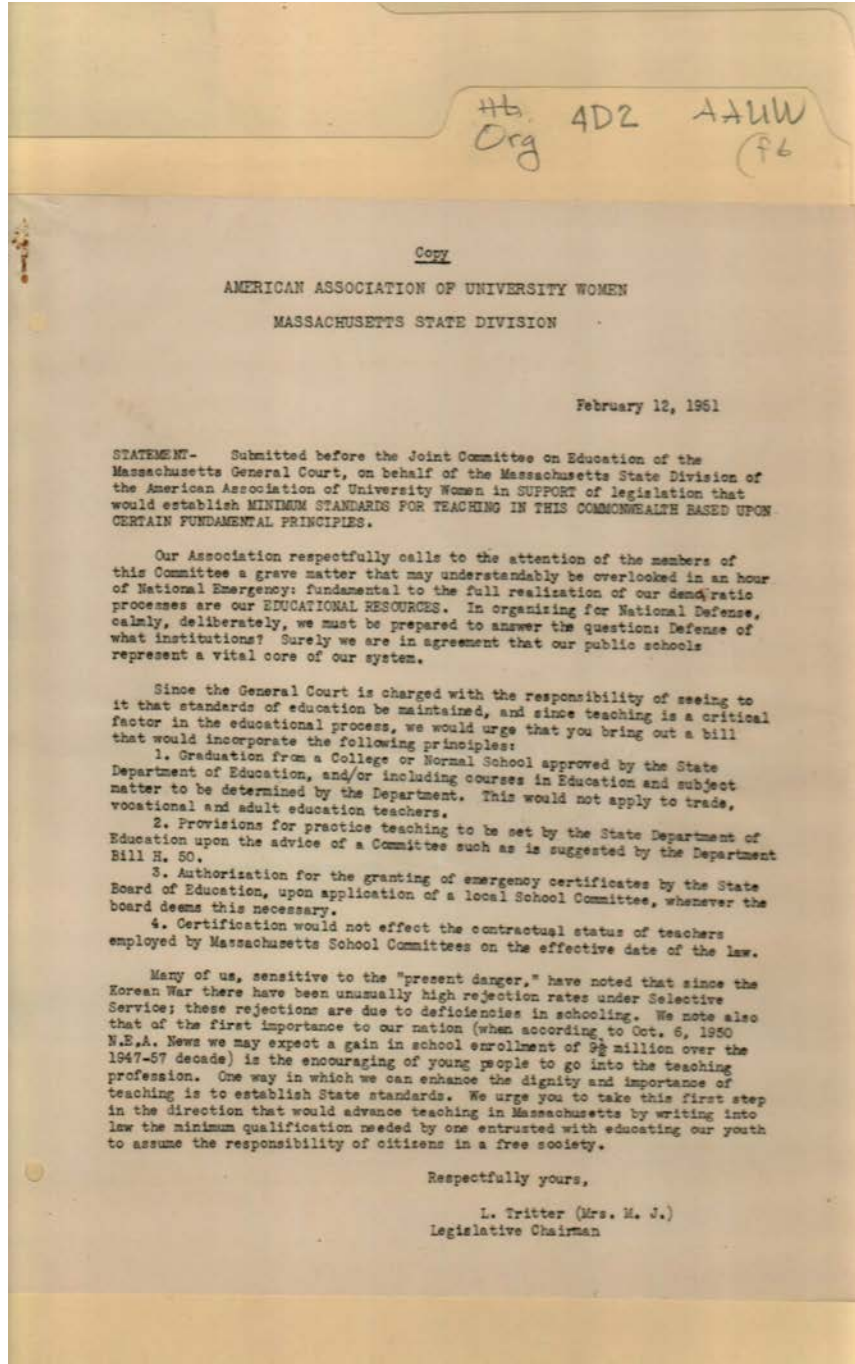 Hb. 4D2 AAUW
Org (f6
Copy
AMERICAN ASSOCIATION OF UNIVERSITY WOMEN
MASSACHUSETTS STATE DIVISION
February 12, 1951
STATEMENT- Submitted before the Joint Committee on Education of the
Massachusetts General Court, on behalf of the Massachusetts State Division of
the American Association of University Women in SUPPORT of legislation that
would establish MINIMUM STANDARDS FOR TEACHING IN THIS COMMONWEALTH BASED UPON
CERTAIN FUNDAMENTAL PRINCIPLES.
Our Association respectfully calls to the attention of the members of
this Committee a grave matter that may understandably be overlooked in an hour
of National Emergency: fundamental to the full realization of our democratic
processes are our EDUCATIONAL RESOURCES. In organizing for National Defense,
calmly, deliberately, we must be prepared to answer the question: Defense of
what institutions? Surely we are in agreement that our public schools
represent a vital core of our system.
Since the General Court is charged with the responsibility of seeing to
it that standards of education be maintained, and since teaching is a critical
factor in the educational process, we would urge that you bring out a bill
that would incorporate the following principles:
1. Graduation from a College or Normal School approved by the State
Department of Education, and/or including courses in Education and subject
matter to be determined by the Department. This would not apply to trade,
vocational and adult education teachers.
2. Provisions for practice teaching to be set by the State Department of
Education upon the advice of a Committee such as is suggested by the Department
Bill H. 50.
3. Authorization for the granting of emergency certificates by the State
Board of Education, upon application of a local School Committee, whenever the
board deems this necessary.
4. Certification would not effect the contractual status of teachers
employed by Massachusetts School Committees on the effective date of the law.
Many of us, sensitive to the "present danger," have noted that since the
Korean War there have been unusually high rejection rates under Selective
Service; these rejections are due to deficiencies in schooling. We note also
that of the first importance to our nation (when according to Oct. 6, 1950
N.E.A. News we may expect a gain in school enrollment of 9½ million over the
1947-57 decade) is the encouraging of young people to go into the teaching
profession. One way in which we can enhance the dignity and importance of
teaching is to establish State standards. We urge you to take this first step
in the direction that would advance teaching in Massachusetts by writing into
law the minimum qualification needed by one entrusted with educating our youth
to assume the responsibility of citizens in a free society.
Respectfully yours,
L. Tritter (Mrs. M. J.)
Legislative Chairman